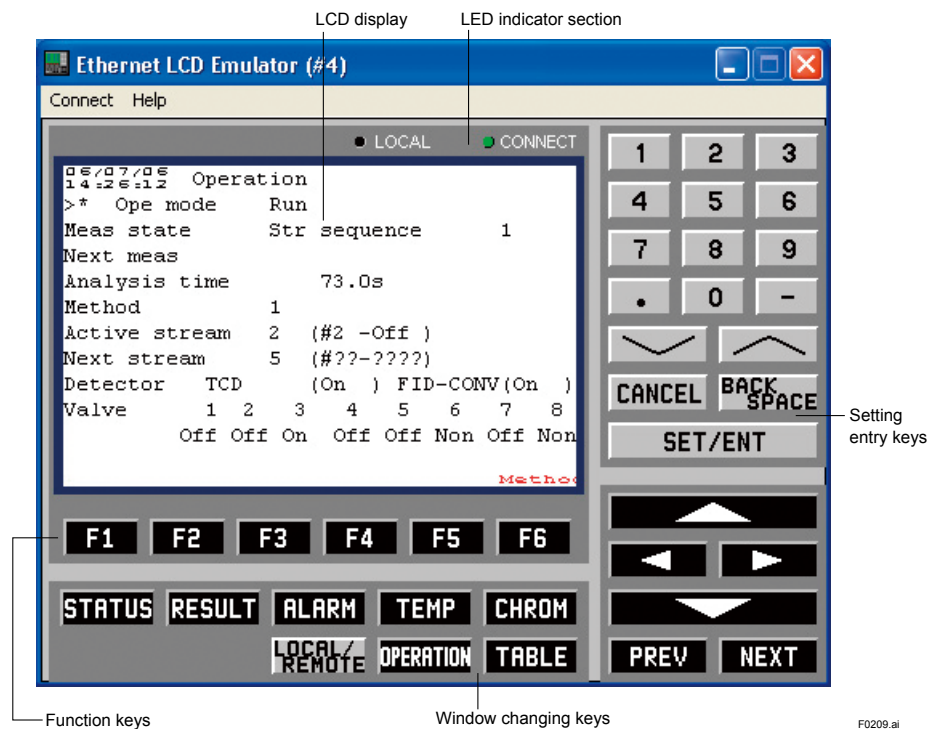 LCD display LED indicator section
Ethernet LCD Emulator (#4)
Connect Help
LOCAL CONNECT
06/07/06
14:26:12 Operation
>* Ope mode Run
Meas state Str sequence 1
Next meas
Analysis time 73.0s
Method 1
Active stream 2 (#2 -Off )
Next stream 5 (#??-????)
Detector TCD (On ) FID-CONV(On )
Valve 1 2 3 4 5 6 7 8
Off Off On Off Off Non Off Non
Metho
1 2 3
4 5 6
7 8 9
. 0 -
CANCEL BACK SPACE
SET/ENT
Setting
entry keys
F1 F2 F3 F4 F5 F6
STATUS RESULT ALARM TEMP CHROM
LOCAL/REMOTE OPERATION TABLE
PREV NEXT
Function keys
Window changing keys
F0209.ai